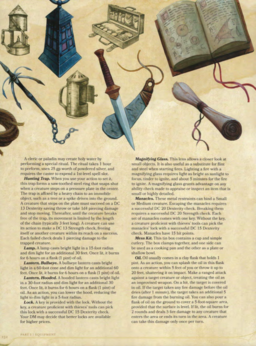 A cleric or paladin may create holy water by
performing a special ritual. The ritual takes 1 hour
to perform, uses 25 gp worth of powdered silver, and
requires the caster to expend a 1st-level spell slot.
Hunting Trap. When you use your action to set it,
this trap forms a saw-toothed steel ring that snaps shut
when a creature steps on a pressure plate in the center.
The trap is affixed by a heavy chain to an immobile
object, such as a tree or a spike driven into the ground.
A creature that steps on the plate must succeed on a DC
13 Dexterity saving throw or take 1d4 piercing damage
and stop moving. Thereafter, until the creature breaks
free of the trap, its movement is limited by the length
of the chain (typically 3 feet long). A creature can use
its action to make a DC 13 Strength check, freeing
itself or another creature within its reach on a success.
Each failed check deals 1 piercing damage to the
trapped creature.
Lamp. A lamp casts bright light in a 15-foot radius
and dim light for an additional 30 feet. Once lit, it burns
for 6 hours on a flask (1 pint) of oil.
Lantern, Bullseye. A bullseye lantern casts bright
light in a 60-foot cone and dim light for an additional 60
feet. Once lit, it burns for 6 hours on a flask (1 pint) of oil.
Lantern, Hooded. A hooded lantern casts bright light
in a 30-foot radius and dim light for an additional 30
feet. Once lit, it burns for 6 hours on a flask (1 pint) of
oil. As an action, you can lower the hood, reducing the
light to dim light in a 5-foot radius.
Lock. A key is provided with the lock. Without the
key, a creature proficient with thieves' tools can pick
this lock with a successful DC 15 Dexterity check.
Your DM may decide that better locks are available
for higher prices.
Magnifying Glass. This lens allows a closer look at
small objects. It is also useful as a substitute for flint
and steel when starting fires. Lighting a fire with a
magnifying glass requires light as bright as sunlight to
focus, tinder to ignite, and about 5 minutes for the fire
to ignite. A magnifying glass grants advantage on any
ability check made to appraise or inspect an item that is
small or highly detailed.
Manacles. These metal restraints can bind a Small
or Medium creature. Escaping the manacles requires
a successful DC 20 Dexterity check. Breaking them
requires a successful DC 20 Strength check. Each
set of manacles comes with one key. Without the key,
a creature proficient with thieves' tools can pick the
manacles' lock with a successful DC 15 Dexterity
check. Manacles have 15 hit points.
Mess Kit. This tin box contains a cup and simple
cutlery. The box clamps together, and one side can
be used as a cooking pan and the other as a plate or
shallow bowl.
Oil. Oil usually comes in a clay flask that holds 1
pint. As an action, you can splash the oil in this flask
onto a creature within 5 feet of you or throw it up to
20 feet, shattering it on impact. Make a ranged attack
against a target creature or object, treating the oil as
an improvised weapon. On a hit, the target is covered
in oil. If the target takes any fire damage before the oil
dries (after 1 minute), the target takes an additional 5
fire damage from the burning oil. You can also pour a
flask of oil on the ground to cover a 5-foot-square area,
provided that the surface is level. If lit, the oil burns for
2 rounds and deals 5 fire damage to any creature that
enters the area or ends its turn in the area. A creature
can take this damage only once per turn.